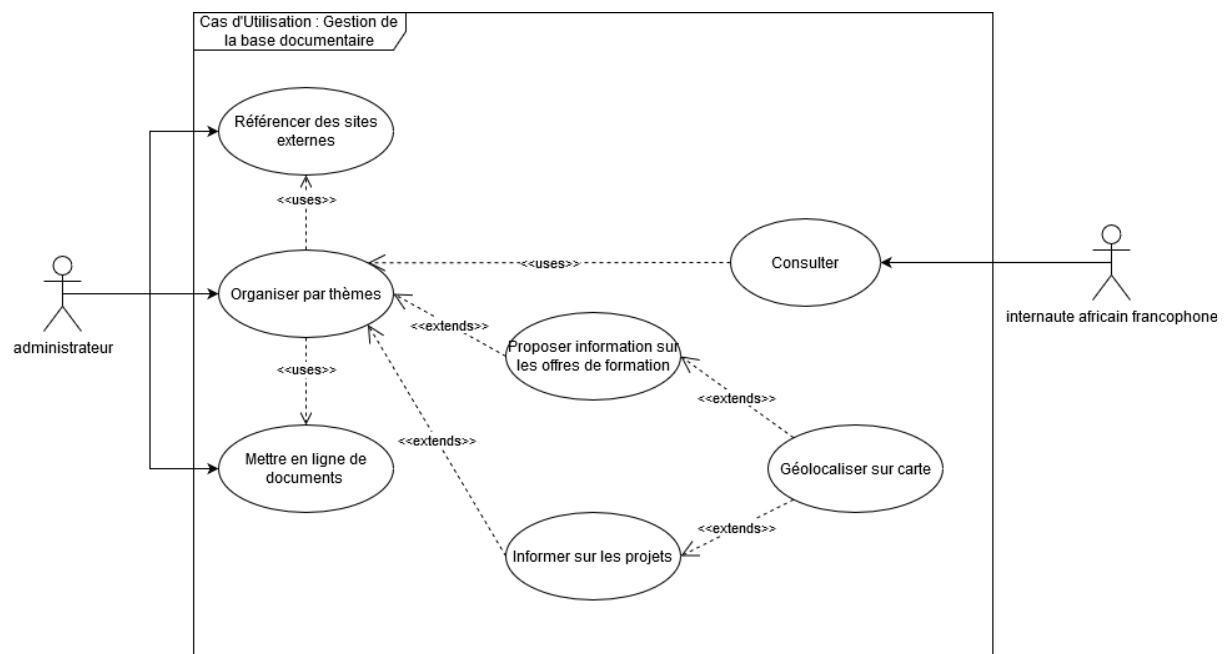 Cas d'Utilisation : Gestion de
la base documentaire
Référencer des sites
externes
<<uses>>
Consulter
<<uses>>
Organiser par thèmes
administrateur
internaute africain francophone
<<extends>>
Proposer information sur
les offres de formation
<<uses>>
<<extends>>
<<extends>>
Mettre en ligne de
documents
Géolocaliser sur carte
<<extends>>
Informer sur les projets